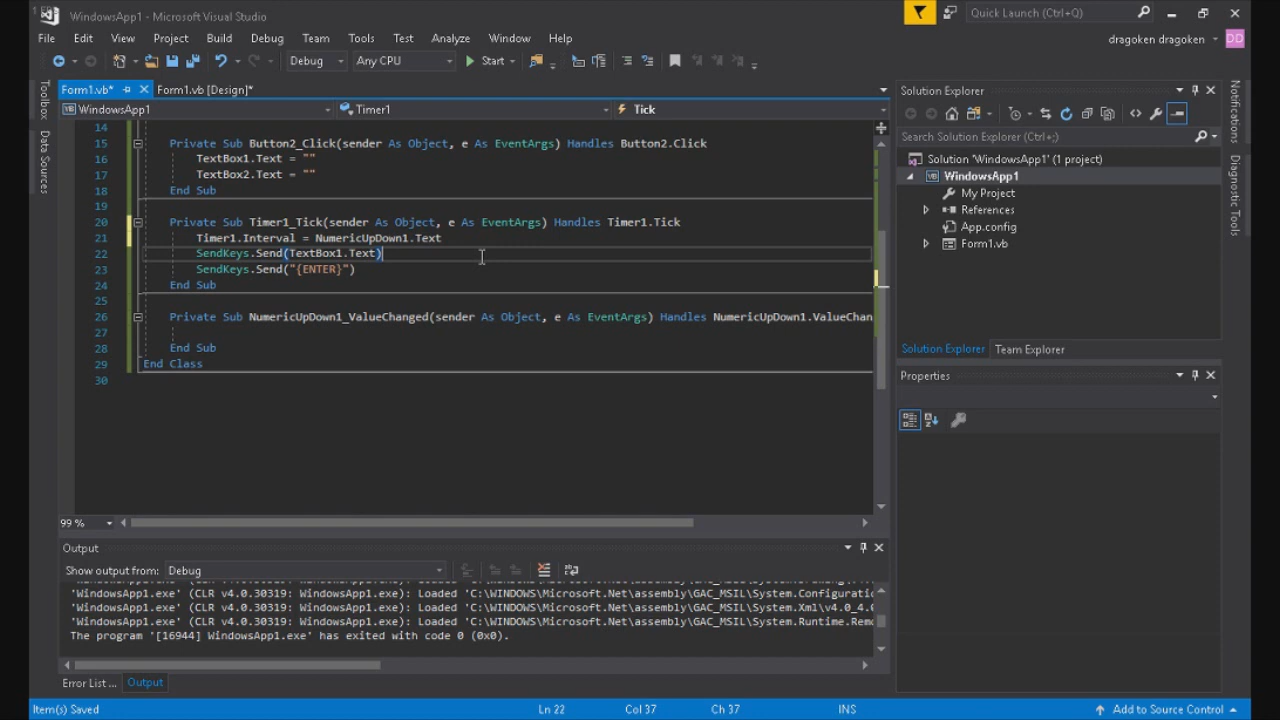 WindowsApp1 - Microsoft Visual Studio
Quick Launch (Ctrl+Q)
File Edit View Project Build Debug Team Tools Test Analyze Window Help
dragoken dragoken DD
Debug Any CPU Start
Form1.vb* Form1.vb [Design]*
WindowsApp1 Timer1 Tick
Toolbox
Data Sources
14
15 Private Sub Button2_Click(sender As Object, e As EventArgs) Handles Button2.Click
16 TextBox1.Text = ""
17 TextBox2.Text = ""
18 End Sub
19
20 Private Sub Timer1_Tick(sender As Object, e As EventArgs) Handles Timer1.Tick
21 Timer1.Interval = NumericUpDown1.Text
22 SendKeys.Send(TextBox1.Text)
23 SendKeys.Send("{ENTER}")
24 End Sub
25
26 Private Sub NumericUpDown1_ValueChanged(sender As Object, e As EventArgs) Handles NumericUpDown1.ValueChan
27
28 End Sub
29 End Class
30
99 %
Output
Show output from: Debug
'WindowsApp1.exe' (CLR v4.0.30319: WindowsApp1.exe): Loaded 'C:\WINDOWS\Microsoft.Net\assembly\GAC_MSIL\System.Configuratio
'WindowsApp1.exe' (CLR v4.0.30319: WindowsApp1.exe): Loaded 'C:\WINDOWS\Microsoft.Net\assembly\GAC_MSIL\System.Xml\v4.0_4.0
'WindowsApp1.exe' (CLR v4.0.30319: WindowsApp1.exe): Loaded 'C:\WINDOWS\Microsoft.Net\assembly\GAC_MSIL\System.Runtime.Remo
The program '[16944] WindowsApp1.exe' has exited with code 0 (0x0).
Error List ... Output
Solution Explorer
Search Solution Explorer (Ctrl+;)
Solution 'WindowsApp1' (1 project)
WindowsApp1
My Project
References
App.config
Form1.vb
Solution Explorer Team Explorer
Properties
Notifications
Diagnostic Tools
Item(s) Saved Ln 22 Col 37 Ch 37 INS Add to Source Control